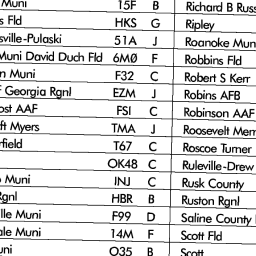 Muni 15F B Richard B Russ
s Fld HKS G Ripley
sville-Pulaski 51A J Roanoke Mun
Muni David Duch Fld 6M0 F Robbins Fld
n Muni F32 C Robert S Kerr
f Georgia Rgnl EZM J Robins AFB
ost AAF FSI C Robinson AAF
ft Myers TMA J Roosevelt Mem
rfield T67 C Roscoe Turner
OK48 C Ruleville-Drew
o Muni INJ C Rusk County
Rgnl HBR B Ruston Rgnl
lle Muni F99 D Saline County
ale Muni 14M F Scott Fld
uni O35 B Scott